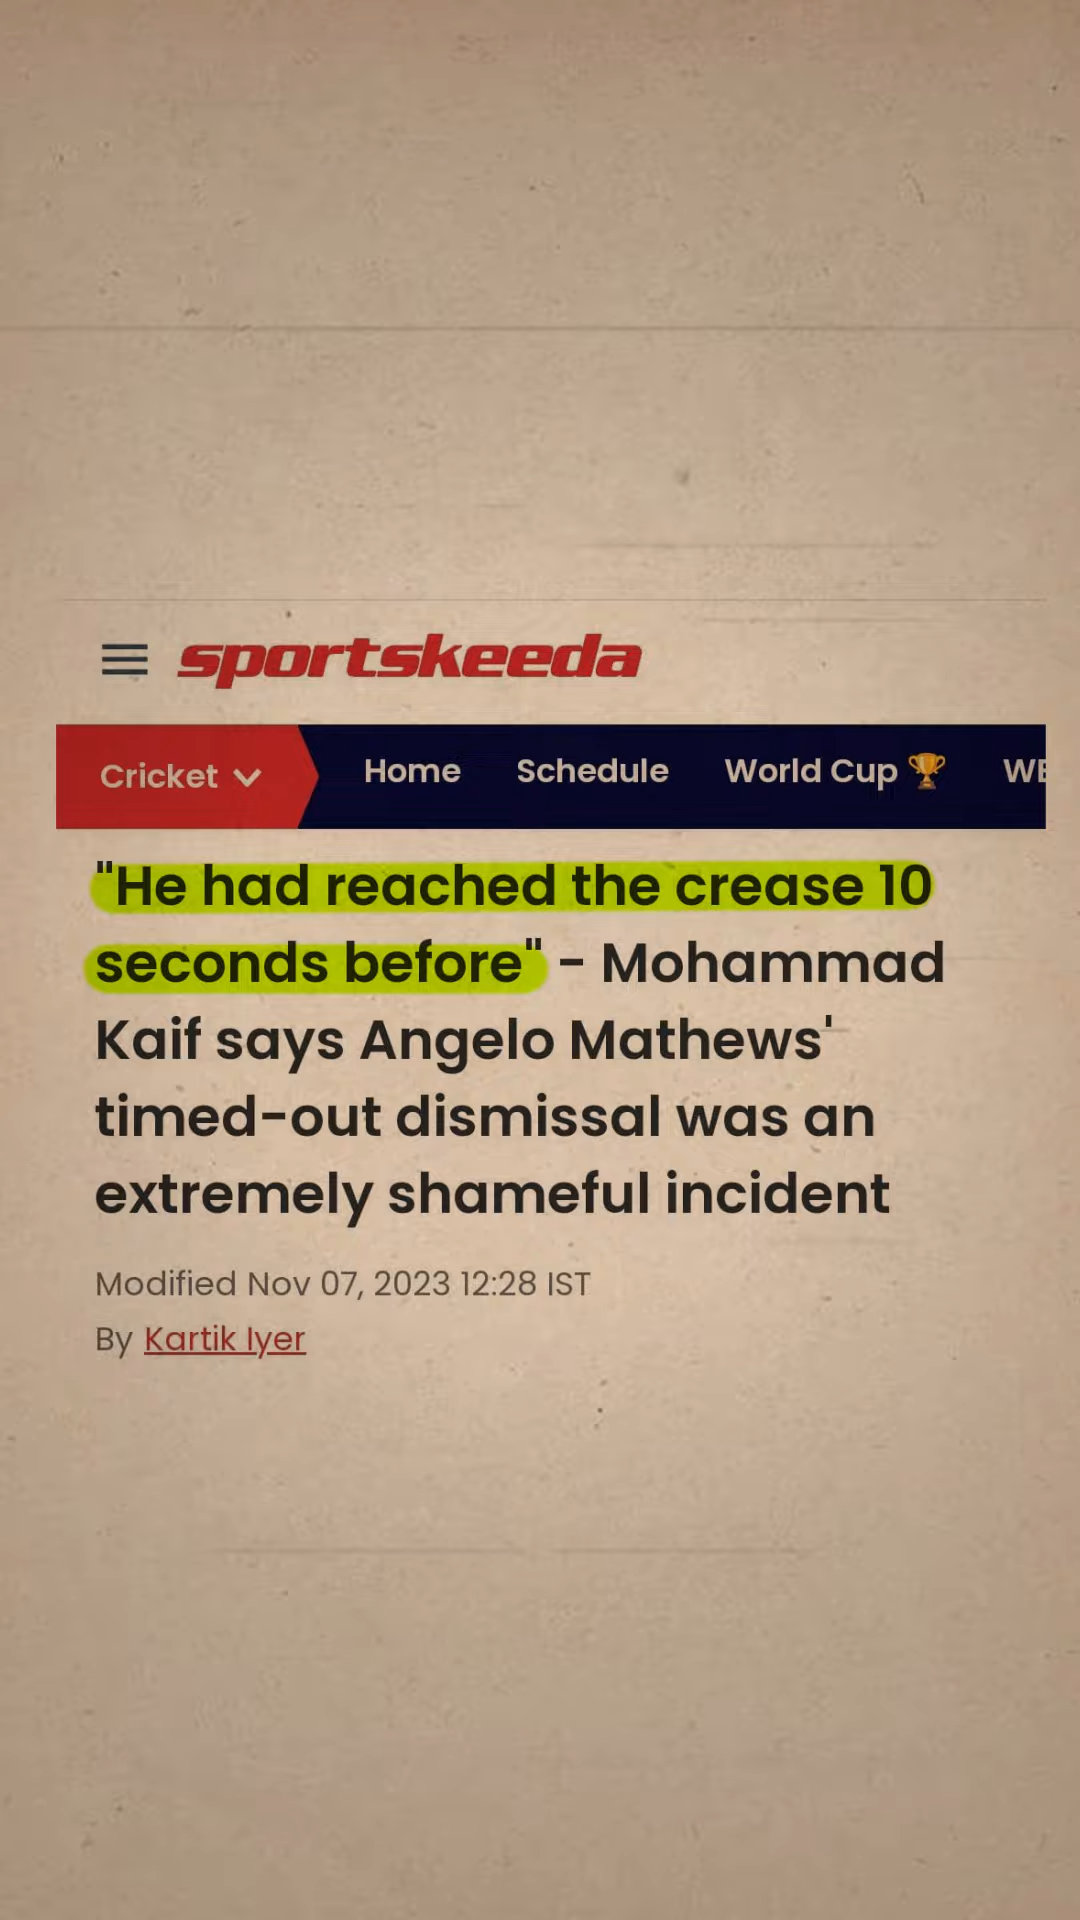 sportskeeda
Cricket Home Schedule World Cup 🏆
"He had reached the crease 10
seconds before" - Mohammad
Kaif says Angelo Mathews'
timed-out dismissal was an
extremely shameful incident
Modified Nov 07, 2023 12:28 IST
By Kartik Iyer